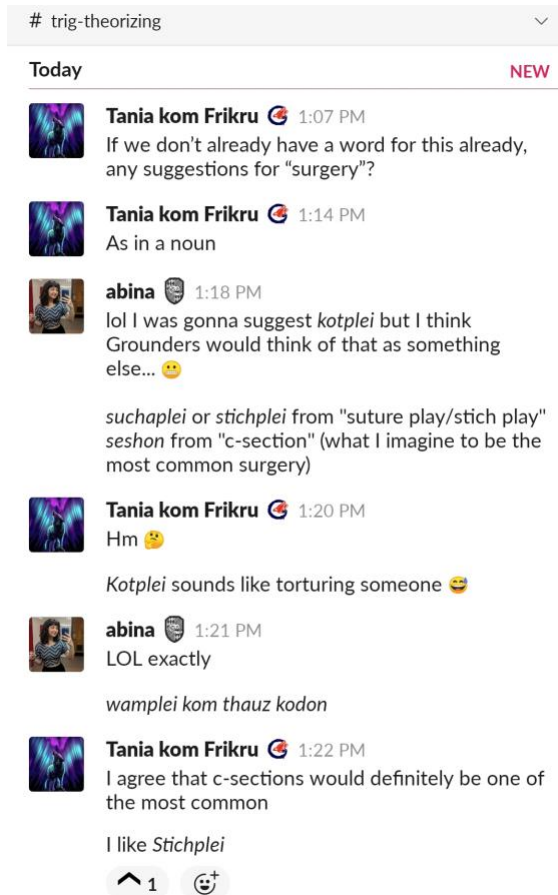 # trig-theorizing
Today NEW
Tania kom Frikru 1:07 PM
If we don’t already have a word for this already,
any suggestions for “surgery”?
Tania kom Frikru 1:14 PM
As in a noun
abina 1:18 PM
lol I was gonna suggest kotplei but I think
Grounders would think of that as something
else... 😬
suchaplei or stichplei from "suture play/stich play"
seshon from "c-section" (what I imagine to be the
most common surgery)
Tania kom Frikru 1:20 PM
Hm 🤔
Kotplei sounds like torturing someone 😅
abina 1:21 PM
LOL exactly
wamplei kom thauz kodon
Tania kom Frikru 1:22 PM
I agree that c-sections would definitely be one of
the most common
I like Stichplei
1